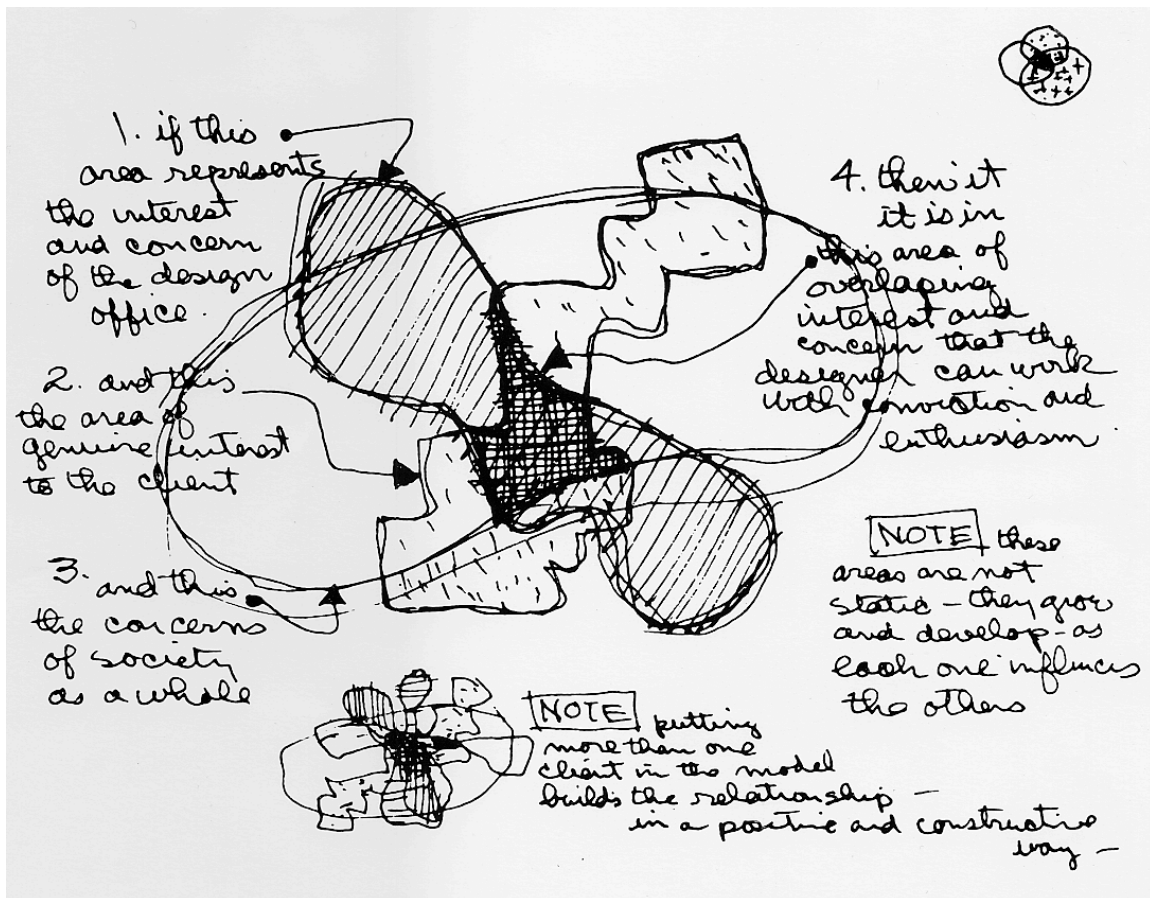 1. if this
area represents
the interest
and concern
of the design
office.
2. and this
the area of
genuine interest
to the client
3. and this
the concerns
of society
as a whole
4. then it
it is in
this area of
overlaping
interest and
concern that the
designer can work
with conviction and
enthusiasm
NOTE these
areas are not
static – they grow
and develop – as
each one influences
the others
NOTE putting
more than one
client in the model
builds the relationship –
in a positive and constructive
way –